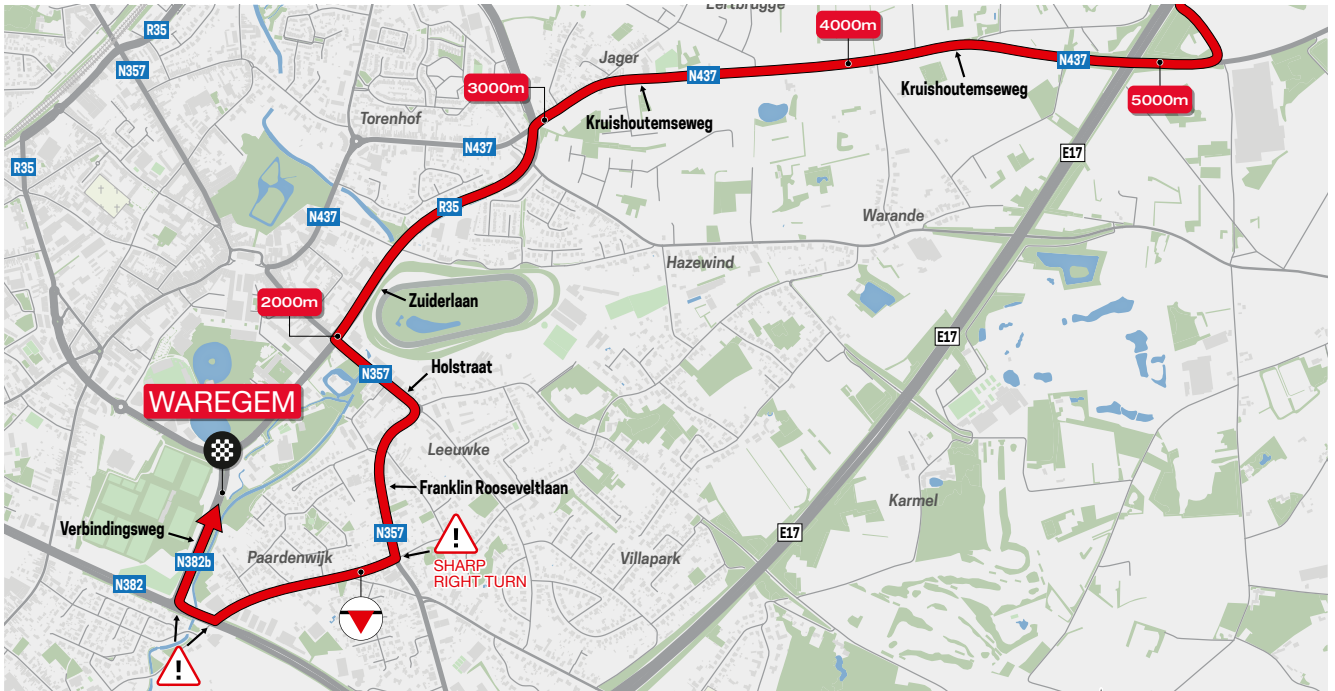 Lertbrugge
R35
4000m
Jager
N357
N437
N437
3000m
Kruishoutemseweg
5000m
Torenhof
Kruishoutemseweg
N437
E17
R35
R35
N437
Warande
Hazewind
2000m
Zuiderlaan
E17
N357
Holstraat
WAREGEM
Leeuwke
Franklin Rooseveltlaan
Karmel
Verbindingsweg
N357
E17
!
N382b
Paardenwijk
Villapark
SHARP
RIGHT TURN
N382
!